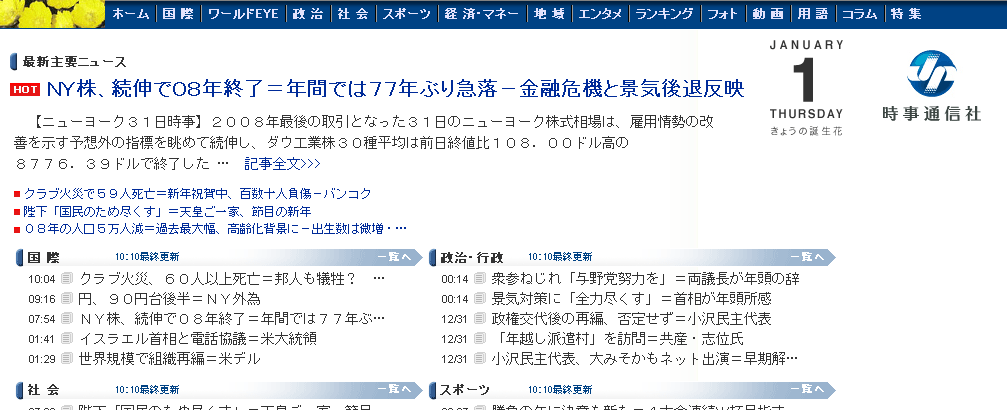 ホーム 国際 ワールドEYE 政治 社会 スポーツ 経済・マネー 地域 エンタメ ランキング フォト 動画 用語 コラム 特集
最新主要ニュース
HOT NY株、続伸で08年終了＝年間では77年ぶり急落－金融危機と景気後退反映
【ニューヨーク３１日時事】２００８年最後の取引となった３１日のニューヨーク株式相場は、雇用情勢の改
善を示す予想外の指標を眺めて続伸し、ダウ工業株３０種平均は前日終値比１０８．００ドル高の
８７７６．３９ドルで終了した … 記事全文>>>
クラブ火災で５９人死亡＝新年祝賀中、百数十人負傷－バンコク
陛下「国民のため尽くす」＝天皇ご一家、節目の新年
０８年の人口５万人減＝過去最大幅、高齢化背景に－出生数は微増・…
JANUARY
1
THURSDAY
きょうの誕生花
時事通信社
国際 10:10最終更新 一覧へ
10:04 クラブ火災、６０人以上死亡＝邦人も犠牲？ …
09:16 円、９０円台後半＝ＮＹ外為
07:54 ＮＹ株、続伸で０８年終了＝年間では７７年ぶ…
01:41 イスラエル首相と電話協議＝米大統領
01:29 世界規模で組織再編＝米デル
政治・行政 10:10最終更新 一覧へ
00:14 衆参ねじれ「与野党努力を」＝両議長が年頭の辞
00:14 景気対策に「全力尽くす」＝首相が年頭所感
12/31 政権交代後の再編、否定せず＝小沢民主代表
12/31 「年越し派遣村」を訪問＝共産・志位氏
12/31 小沢民主代表、大みそかもネット出演＝早期解…
社会 10:10最終更新 一覧へ
陛下「国民のため尽くす」＝天皇ご一家、節目
スポーツ 10:10最終更新 一覧へ